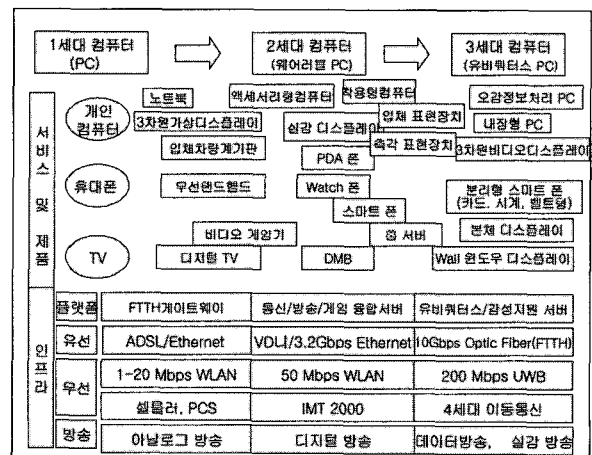 1세대 컴퓨터
(PC)
2세대 컴퓨터
(웨어러블 PC)
3세대 컴퓨터
(유비쿼터스 PC)
서비스 및 제품
개인
컴퓨터
노트북
액세서리형컴퓨터
착용형컴퓨터
오감정보처리 PC
3차원가상디스플레이
실감 디스플레이
입체 표현장치
내장형 PC
입체차량계기판
촉각 표현장치
3차원비디오디스플레이
PDA 폰
휴대폰
무선핸드헬드
Watch 폰
스마트 폰
분리형 스마트 폰
(카드. 시계, 벨트형)
비디오 게임기
홈 서버
본체 디스플레이
TV
디지털 TV
DMB
Wall 윈도우 디스플레이
인프라
플랫폼
FTTH게이트웨이
통신/방송/게임 융합서버
유비쿼터스/감성지원 서버
유선
ADSL/Ethernet
VDLI/3.2Gbps Ethernet
10Gbps Optic Fiber(FTTH)
무선
1-20 Mbps WLAN
50 Mbps WLAN
200 Mbps UWB
셀룰러, PCS
IMT 2000
4세대 이동통신
방송
아날로그 방송
디지털 방송
데이터방송, 실감 방송